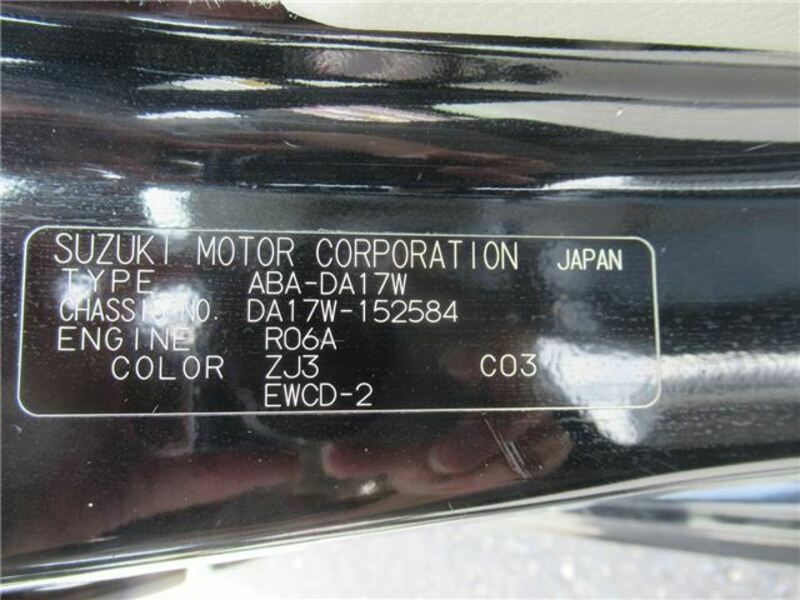 SUZUKI MOTOR CORPORATION JAPAN
TYPE ABA-DA17W
CHASSIS NO. DA17W-152584
ENGINE R06A
COLOR ZJ3 C03
EWCD-2